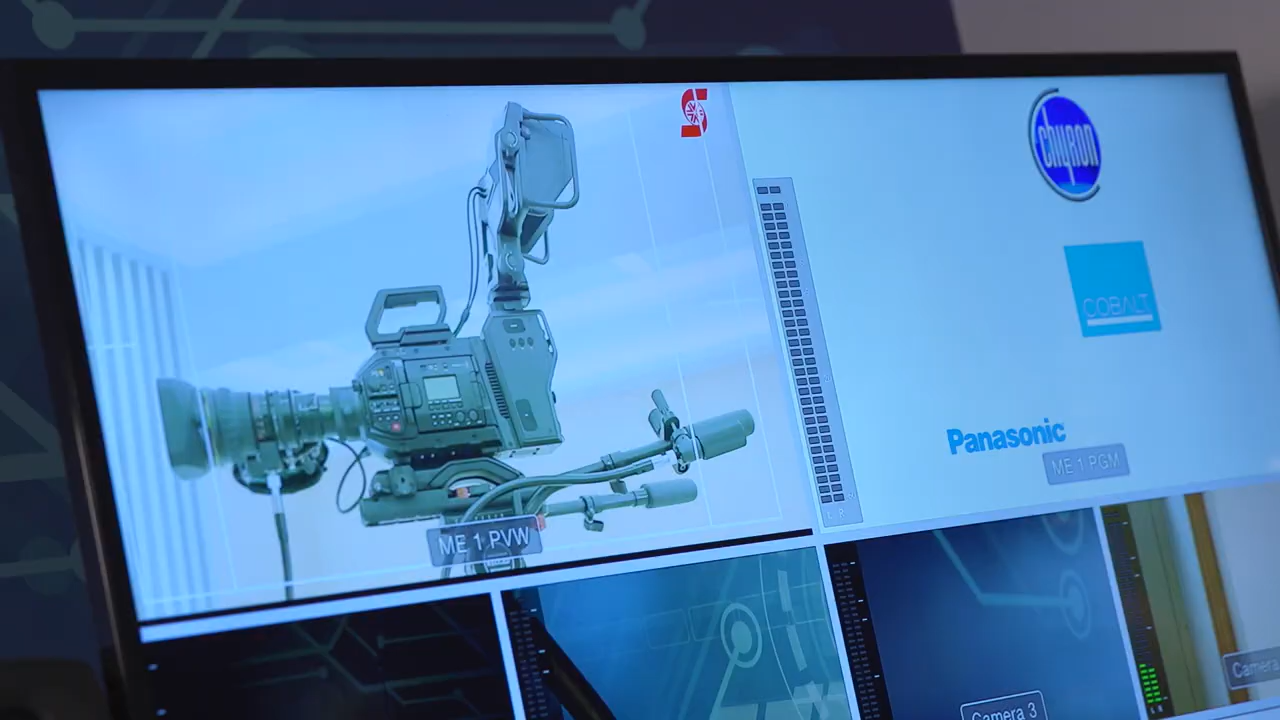 chyron
COBALT
Panasonic
ME 1 PGM
ME 1 PVW
L R
Camera 3
Camera